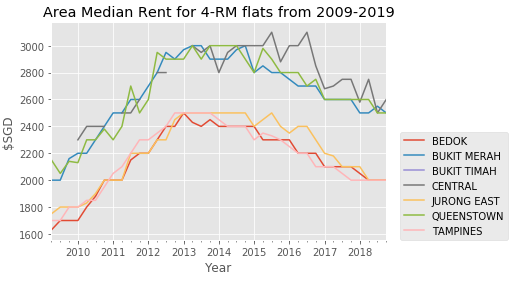 Area Median Rent for 4-RM flats from 2009-2019
$SGD
3000
2800
2600
2400
2200
2000
1800
1600
2010 2011 2012 2013 2014 2015 2016 2017 2018
Year
BEDOK
BUKIT MERAH
BUKIT TIMAH
CENTRAL
JURONG EAST
QUEENSTOWN
TAMPINES